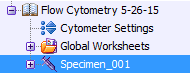 Flow Cytometry 5-26-15
Cytometer Settings
Global Worksheets
Specimen_001